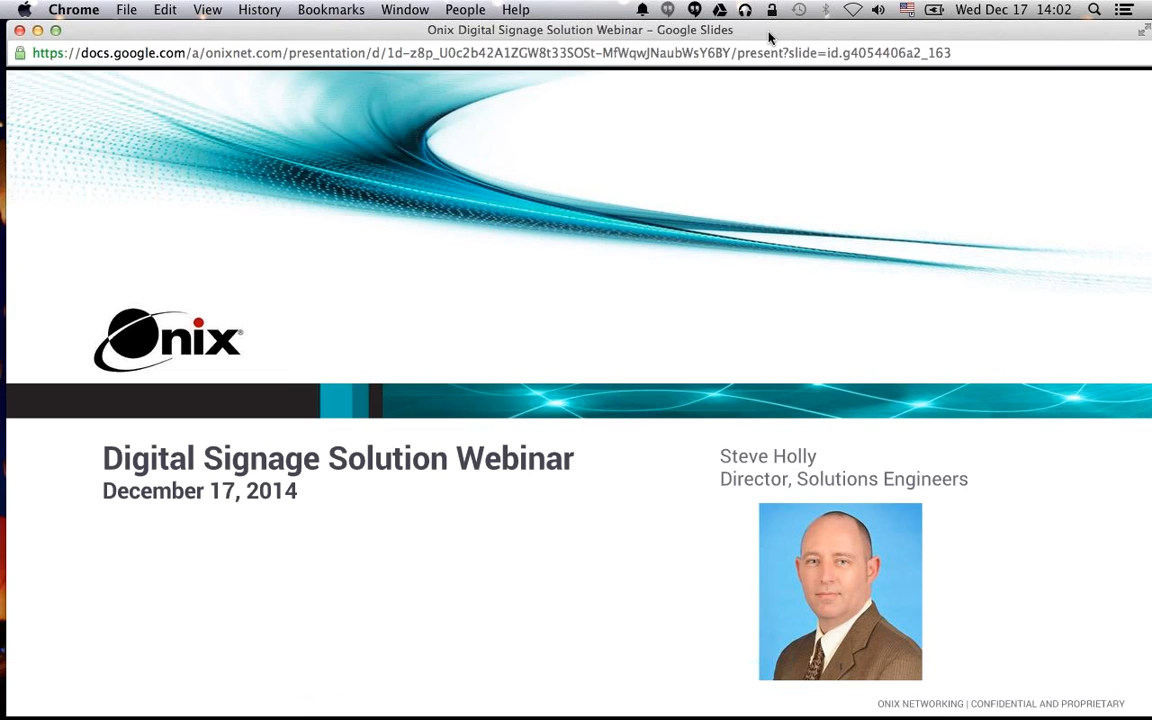 Chrome File Edit View History Bookmarks Window People Help Wed Dec 17 14:02
Onix Digital Signage Solution Webinar – Google Slides
https://docs.google.com/a/onixnet.com/presentation/d/1d-z8p_U0c2b42A1ZGW8t33SOSt-MfWqwJNaubWsY6BY/present?slide=id.g4054406a2_163
Onix®
Digital Signage Solution Webinar
December 17, 2014
Steve Holly
Director, Solutions Engineers
ONIX NETWORKING | CONFIDENTIAL AND PROPRIETARY